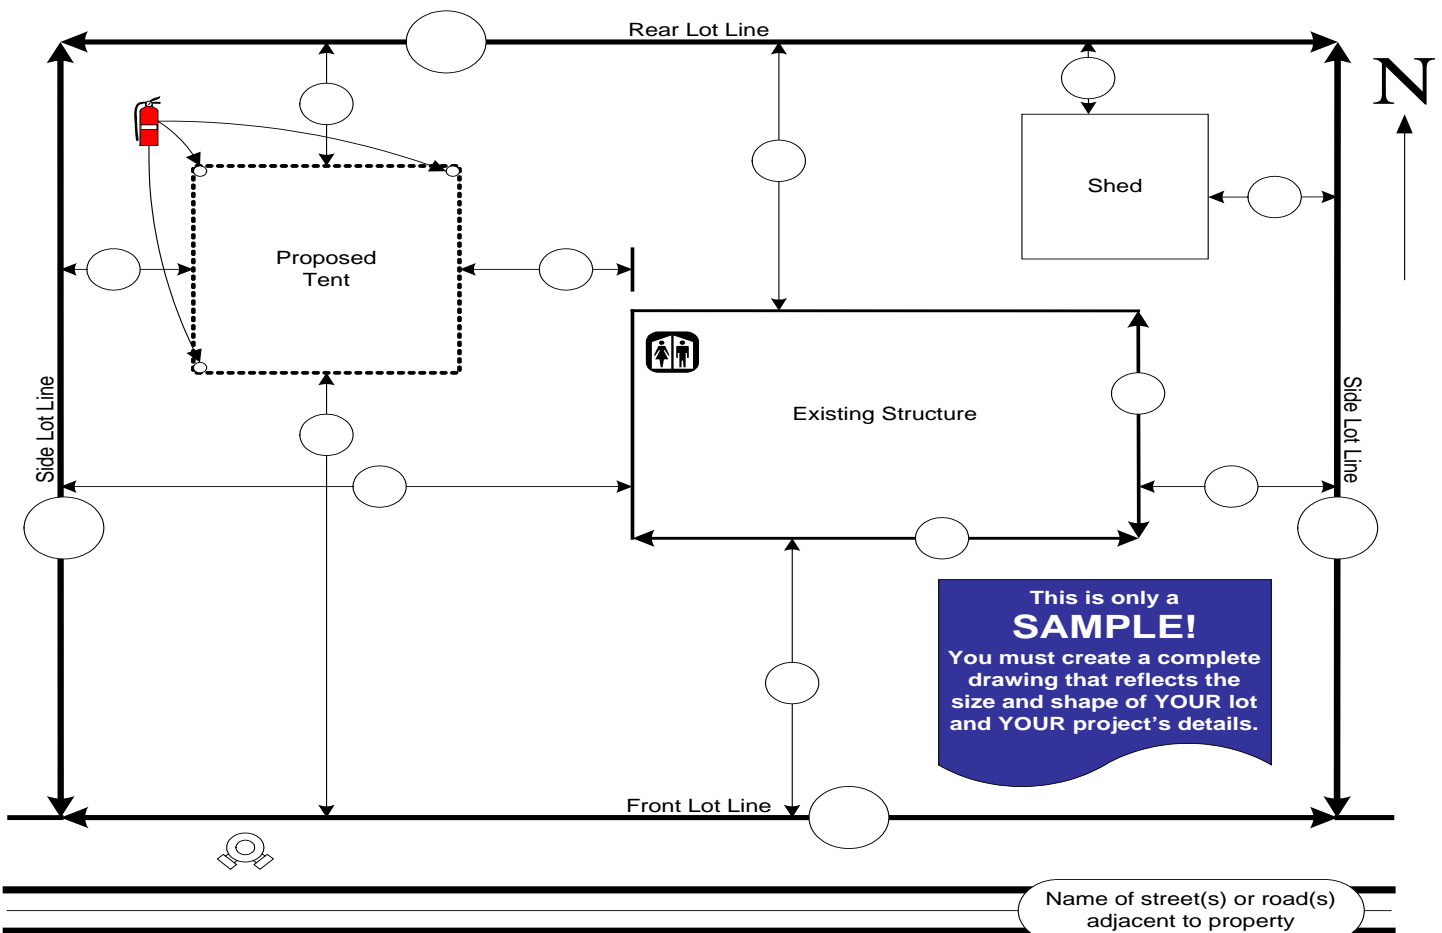 Rear Lot Line
N
Shed
Proposed
Tent
Side Lot Line
Side Lot Line
Existing Structure
This is only a
SAMPLE!
You must create a complete
drawing that reflects the
size and shape of YOUR lot
and YOUR project's details.
Front Lot Line
Name of street(s) or road(s)
adjacent to property